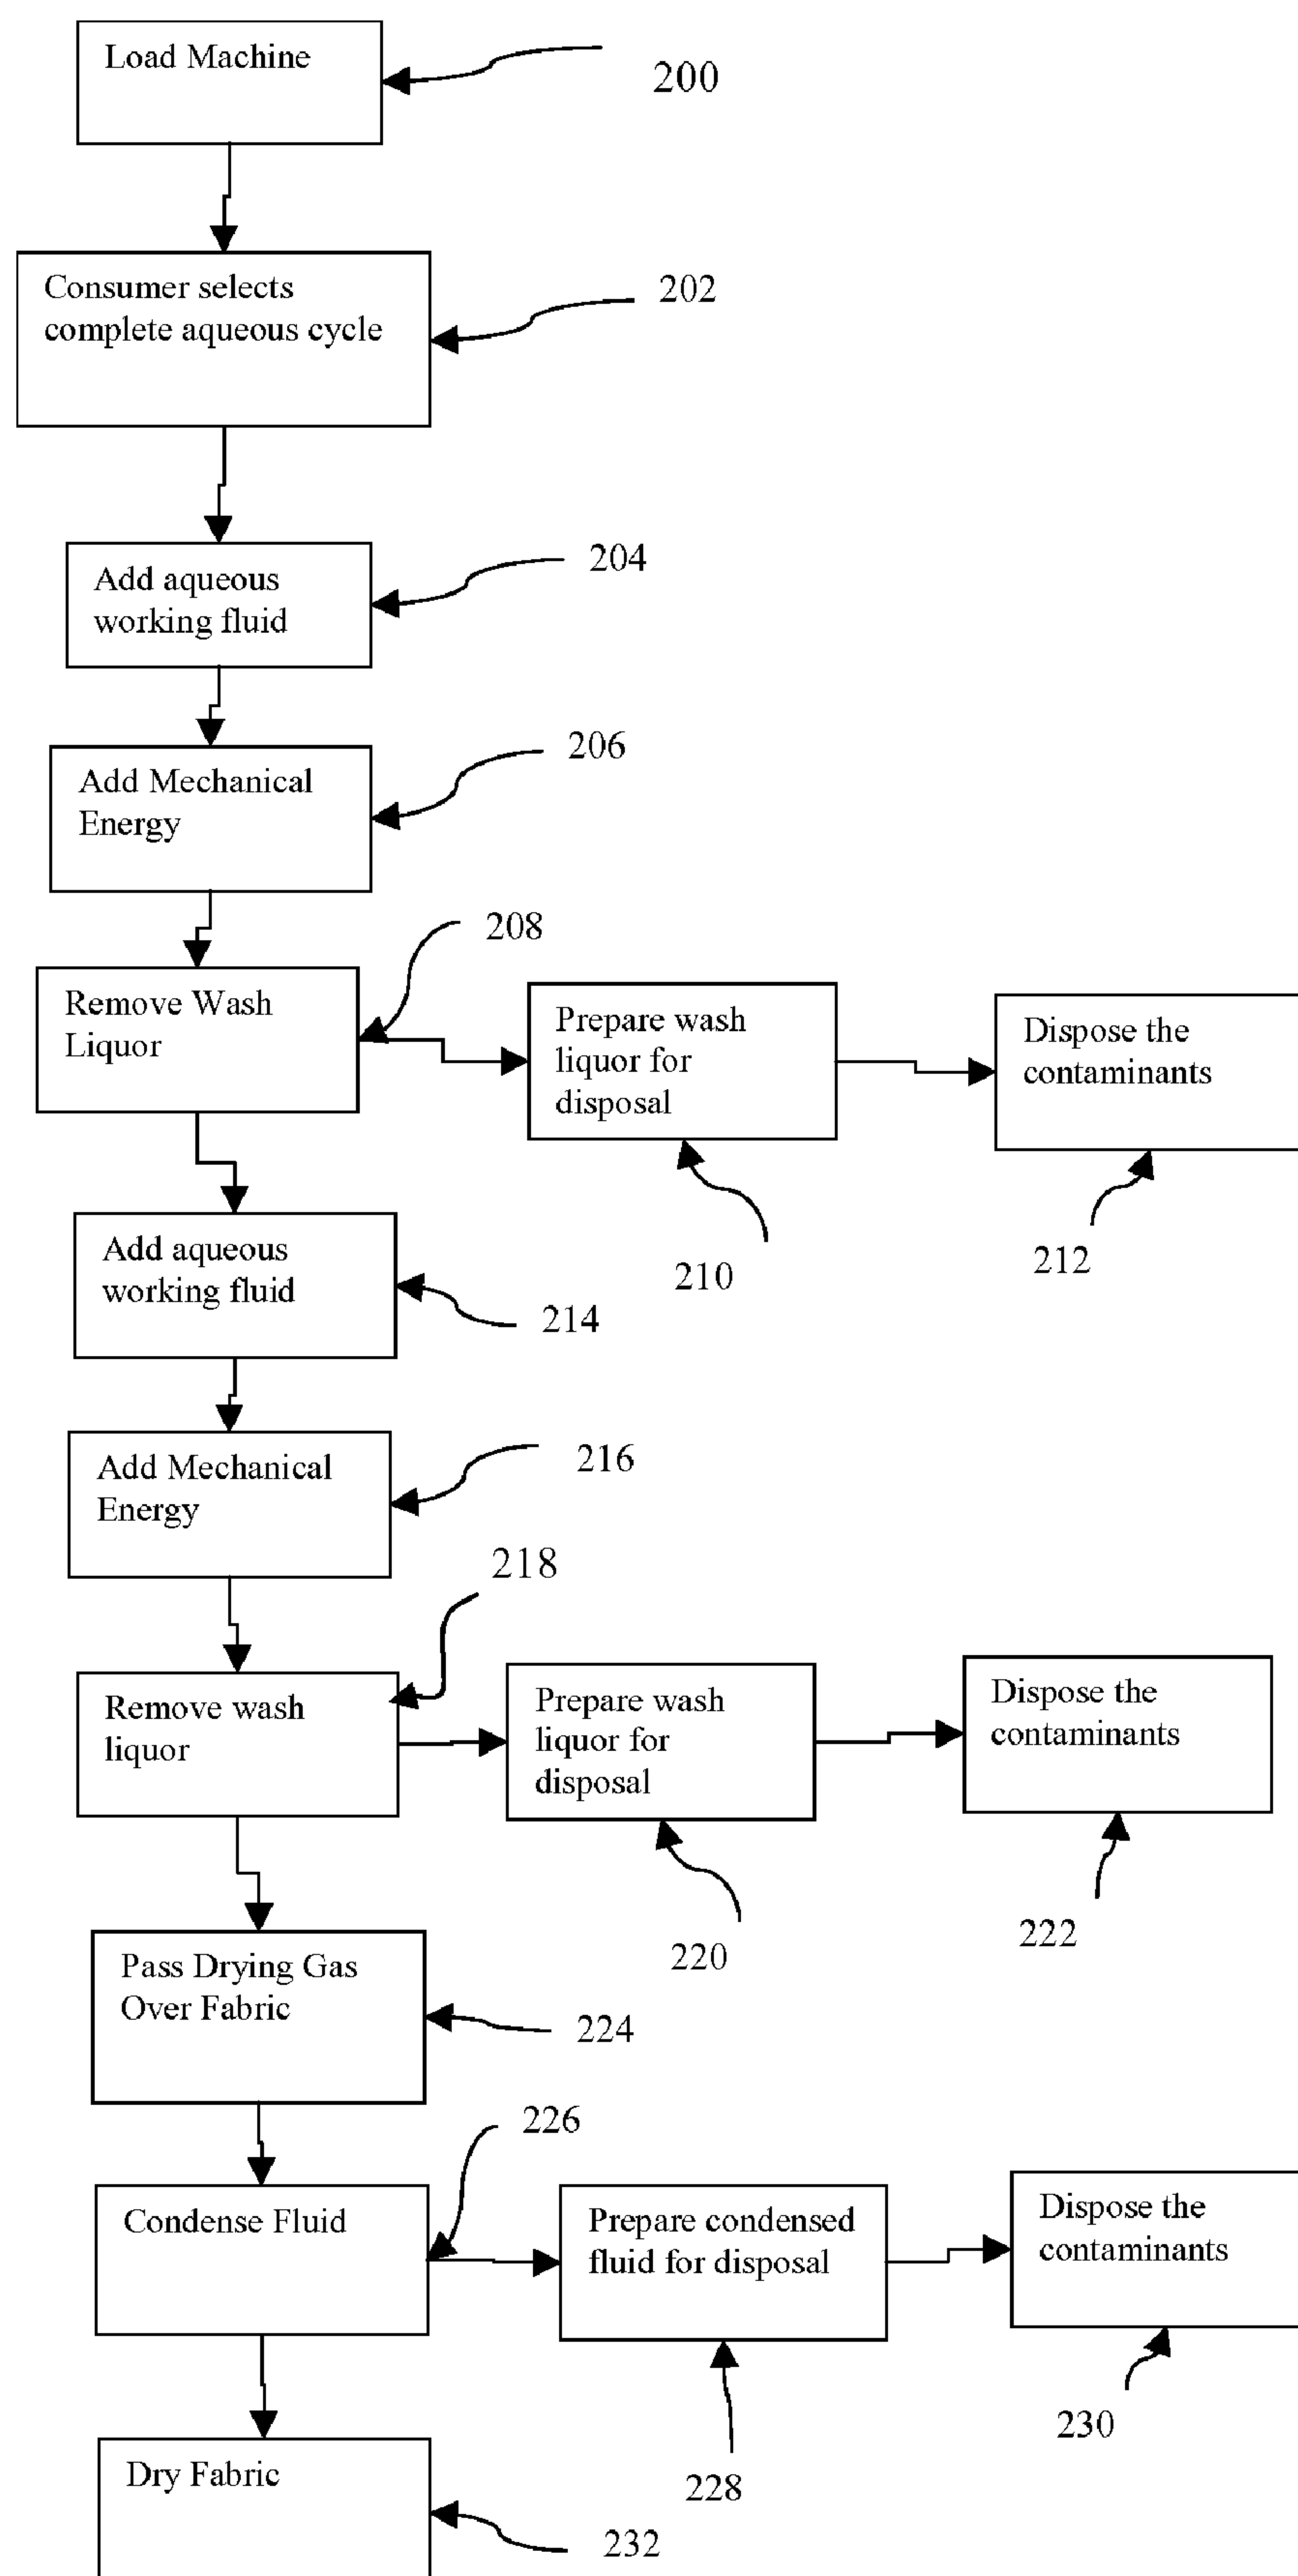 Load Machine
200
Consumer selects
complete aqueous cycle
202
Add aqueous
working fluid
204
Add Mechanical
Energy
206
208
Remove Wash
Liquor
Prepare wash
liquor for
disposal
Dispose the
contaminants
210
212
Add aqueous
working fluid
214
Add Mechanical
Energy
216
218
Remove wash
liquor
Prepare wash
liquor for
disposal
Dispose the
contaminants
220
222
Pass Drying Gas
Over Fabric
224
226
Condense Fluid
Prepare condensed
fluid for disposal
Dispose the
contaminants
228
230
Dry Fabric
232